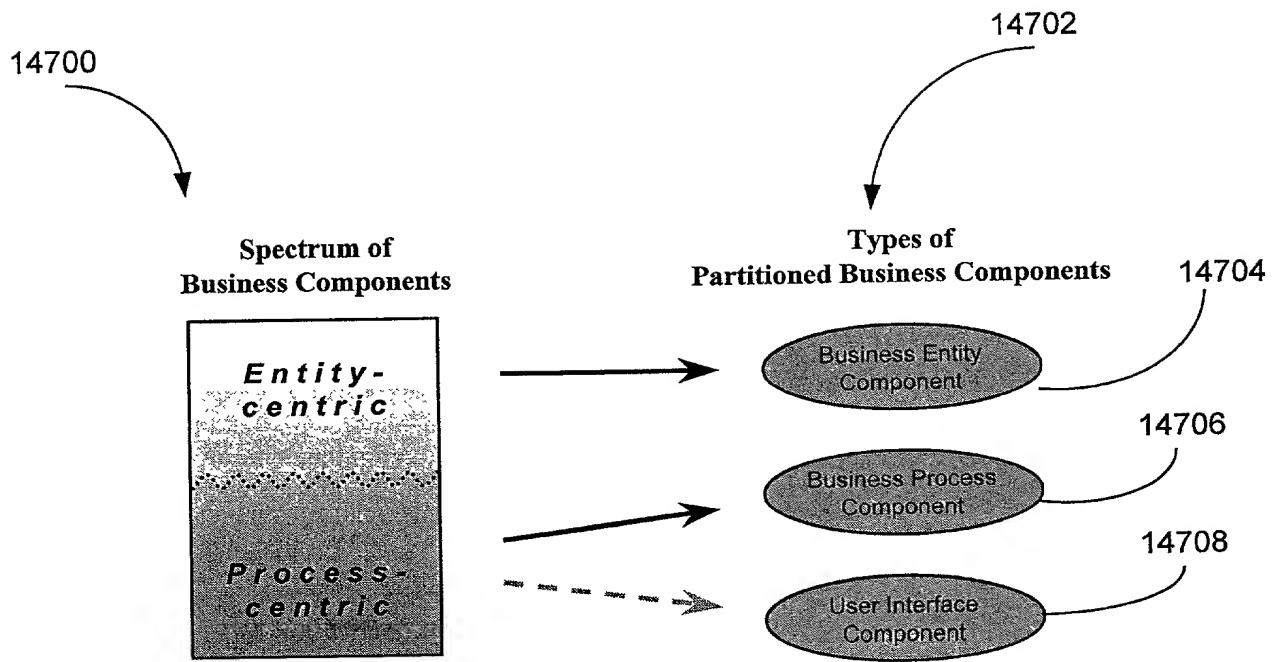 14700
14702
Spectrum of
Business Components
Types of
Partitioned Business Components
14704
Entity-
centric
Business Entity
Component
14706
Business Process
Component
14708
Process-
centric
User Interface
Component